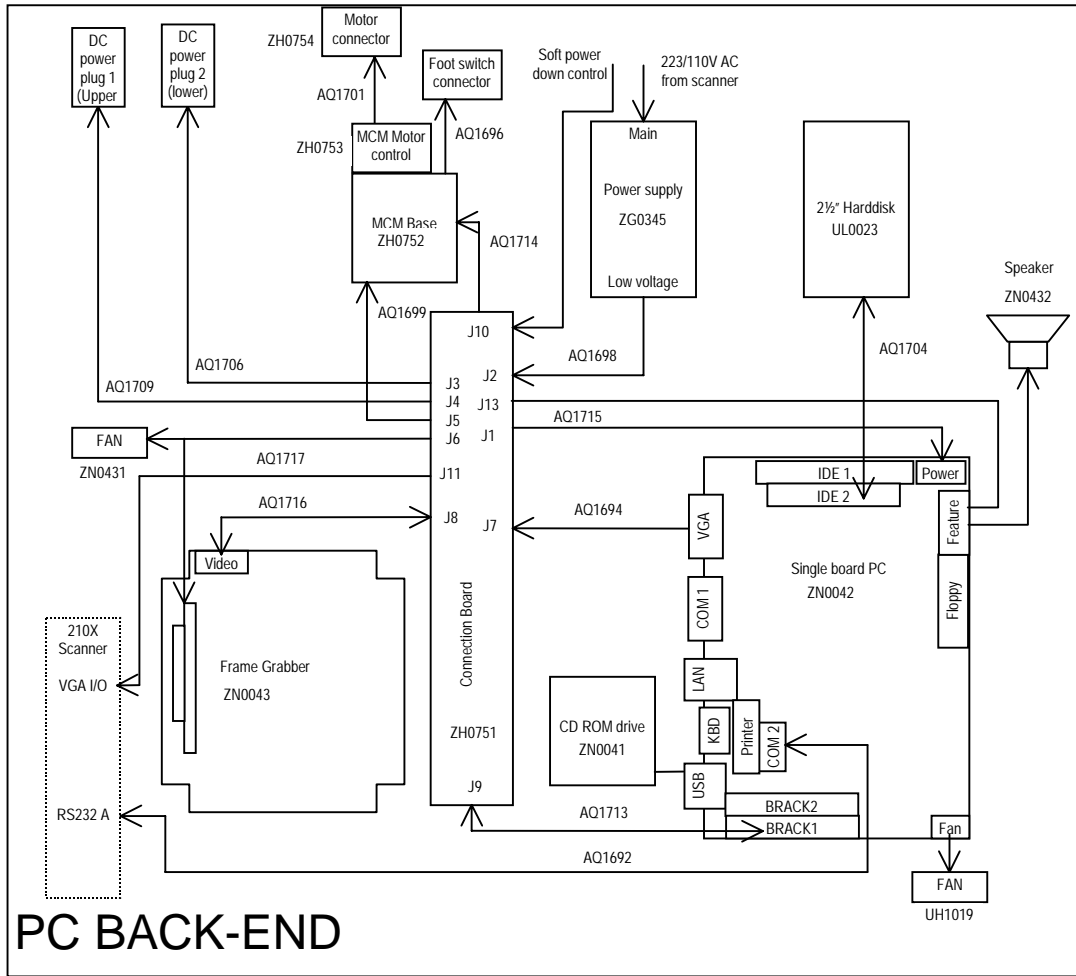 DC
power
plug 1
(Upper
DC
power
plug 2
(lower)
ZH0754
Motor
connector
Foot switch
connector
Soft power
down control
223/110V AC
from scanner
AQ1701
AQ1696
ZH0753
MCM Motor
control
MCM Base
ZH0752
AQ1714
Main
Power supply
ZG0345
Low voltage
2½" Harddisk
UL0023
Speaker
ZN0432
AQ1699
AQ1698
AQ1704
AQ1706
AQ1709
J10
J2
J3
J4
J5
J6
J13
J1
J11
J8
J7
J9
Connection Board
ZH0751
AQ1715
FAN
ZN0431
AQ1717
AQ1716
AQ1694
Video
Frame Grabber
ZN0043
210X
Scanner
VGA I/O
RS232 A
IDE 1
IDE 2
Power
Feature
Floppy
VGA
COM 1
LAN
KBD
Printer
COM 2
USB
Single board PC
ZN0042
CD ROM drive
ZN0041
BRACK2
BRACK1
Fan
AQ1713
AQ1692
FAN
UH1019
PC BACK-END